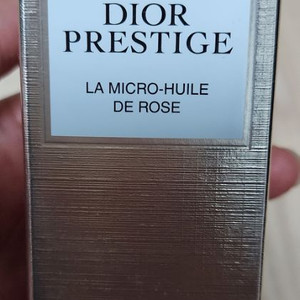 DIOR
PRESTIGE
LA MICRO-HUILE
DE ROSE